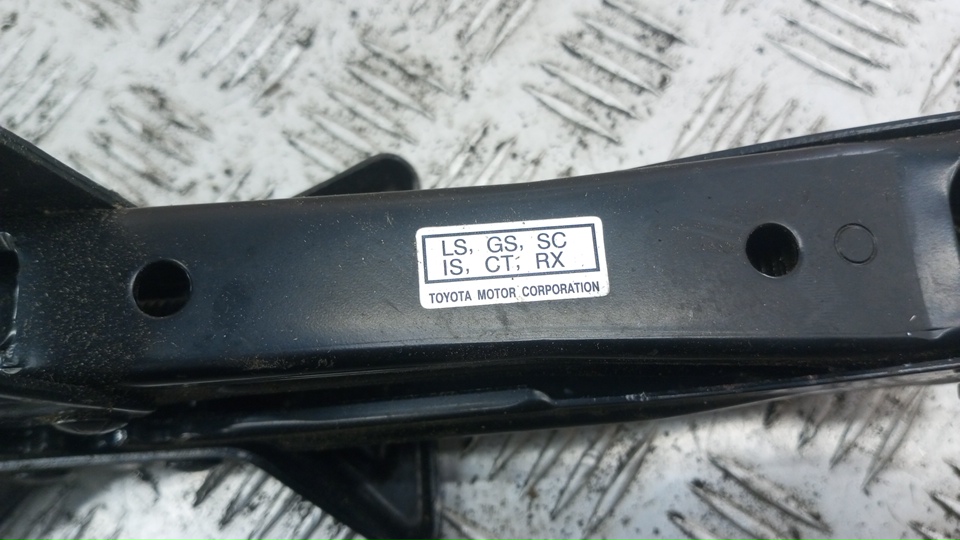 LS, GS, SC
IS, CT, RX
TOYOTA MOTOR CORPORATION